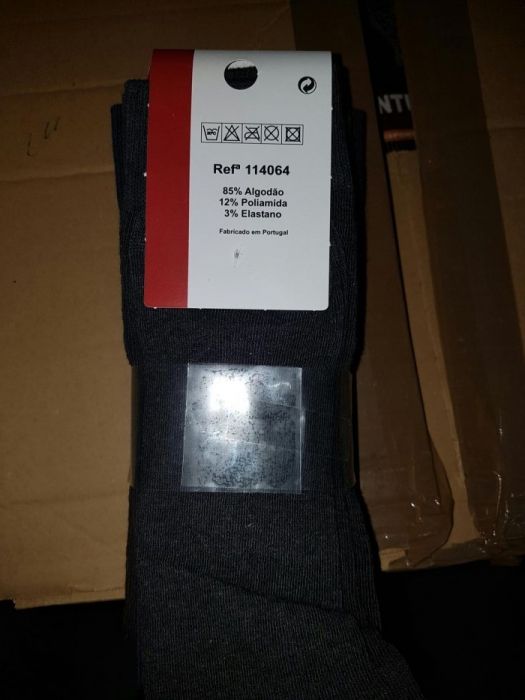 Refª 114064
85% Algodão
12% Poliamida
3% Elastano
Fabricado em Portugal